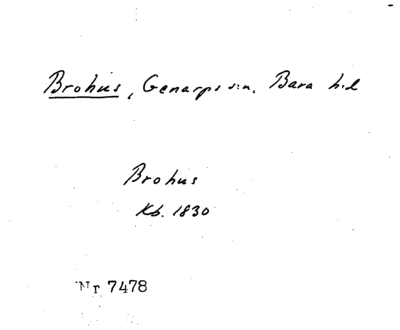 Brohus, Genarps sn, Bara hd
Brohus
Kb. 1830
Nr 7478